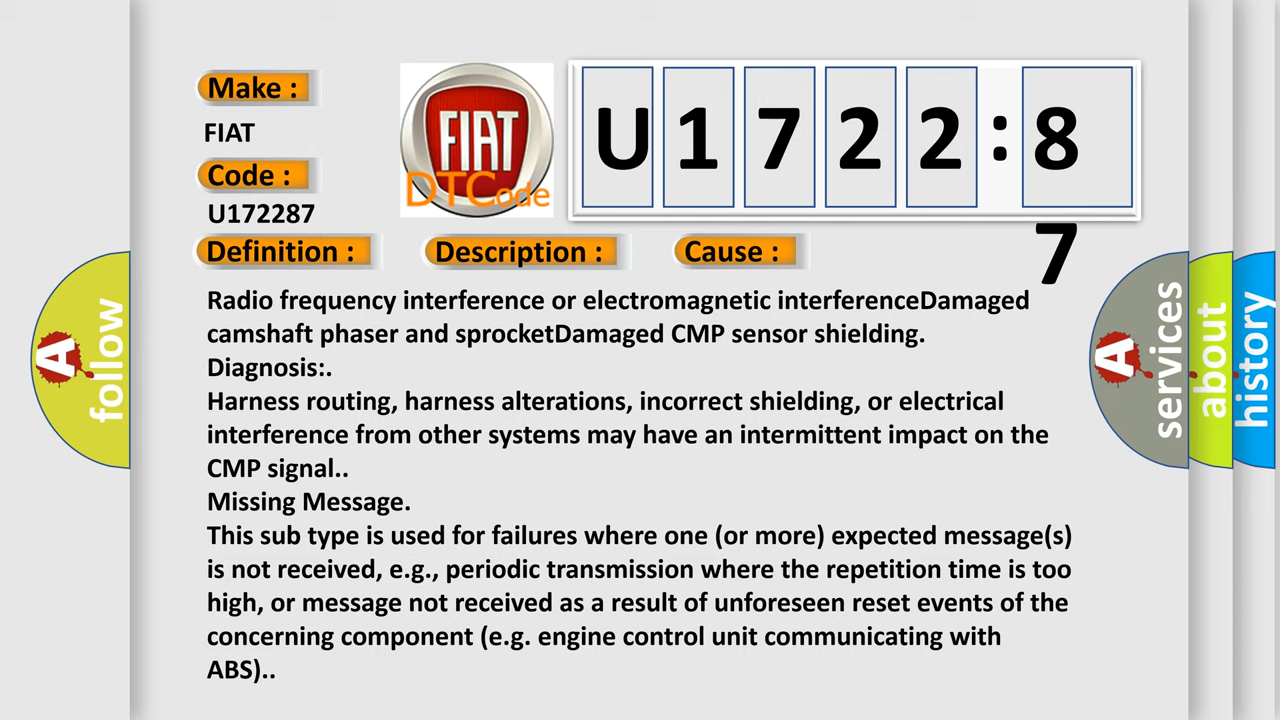 Make :
FIAT
Code :
U172287
FIAT
DTCode
U1722:8
7
Definition :
Description :
Cause :
Radio frequency interference or electromagnetic interferenceDamaged
camshaft phaser and sprocketDamaged CMP sensor shielding.
Diagnosis:.
Harness routing, harness alterations, incorrect shielding, or electrical
interference from other systems may have an intermittent impact on the
CMP signal..
Missing Message.
This sub type is used for failures where one (or more) expected message(s)
is not received, e.g., periodic transmission where the repetition time is too
high, or message not received as a result of unforeseen reset events of the
concerning component (e.g. engine control unit communicating with
ABS)..
A
follow
A
services
about
history